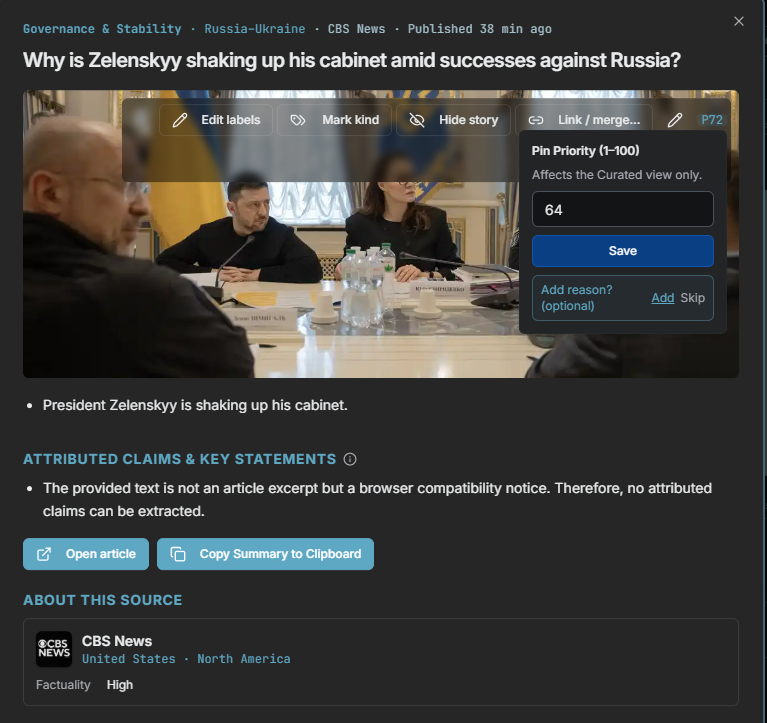 Governance & Stability · Russia-Ukraine · CBS News · Published 38 min ago
Why is Zelenskyy shaking up his cabinet amid successes against Russia?
Edit labels
Mark kind
Hide story
Link / merge...
P72
Pin Priority (1–100)
Affects the Curated view only.
64
Save
Add reason?
(optional)
Add
Skip
• President Zelenskyy is shaking up his cabinet.
ATTRIBUTED CLAIMS & KEY STATEMENTS
• The provided text is not an article excerpt but a browser compatibility notice. Therefore, no attributed
claims can be extracted.
Open article
Copy Summary to Clipboard
ABOUT THIS SOURCE
CBS
NEWS
CBS News
United States · North America
Factuality High